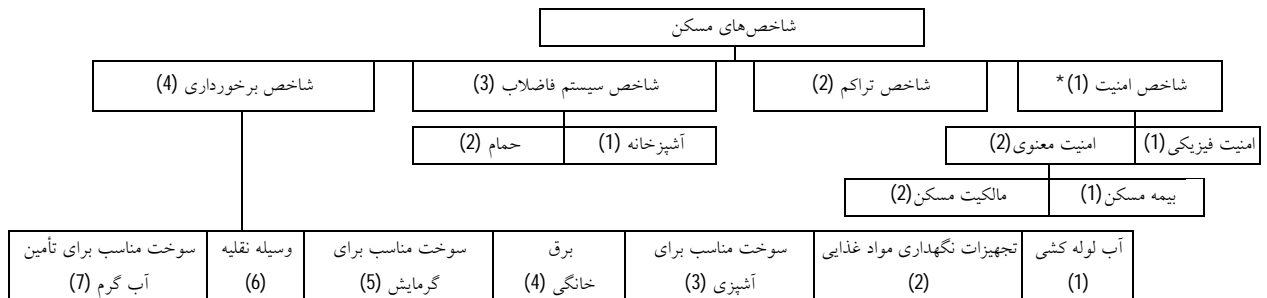 شاخص‌های مسکن
شاخص امنیت (1)*
شاخص تراکم (2)
شاخص سیستم فاضلاب (3)
شاخص برخورداری (4)
امنیت فیزیکی (1)
امنیت معنوی (2)
آشپزخانه (1)
حمام (2)
بیمه مسکن (1)
مالکیت مسکن (2)
آب لوله کشی
(1)
تجهیزات نگهداری مواد غذایی
(2)
سوخت مناسب برای
آشپزی (3)
برق
خانگی (4)
سوخت مناسب برای
گرمایش (5)
وسیله نقلیه
(6)
سوخت مناسب برای تأمین
آب گرم (7)